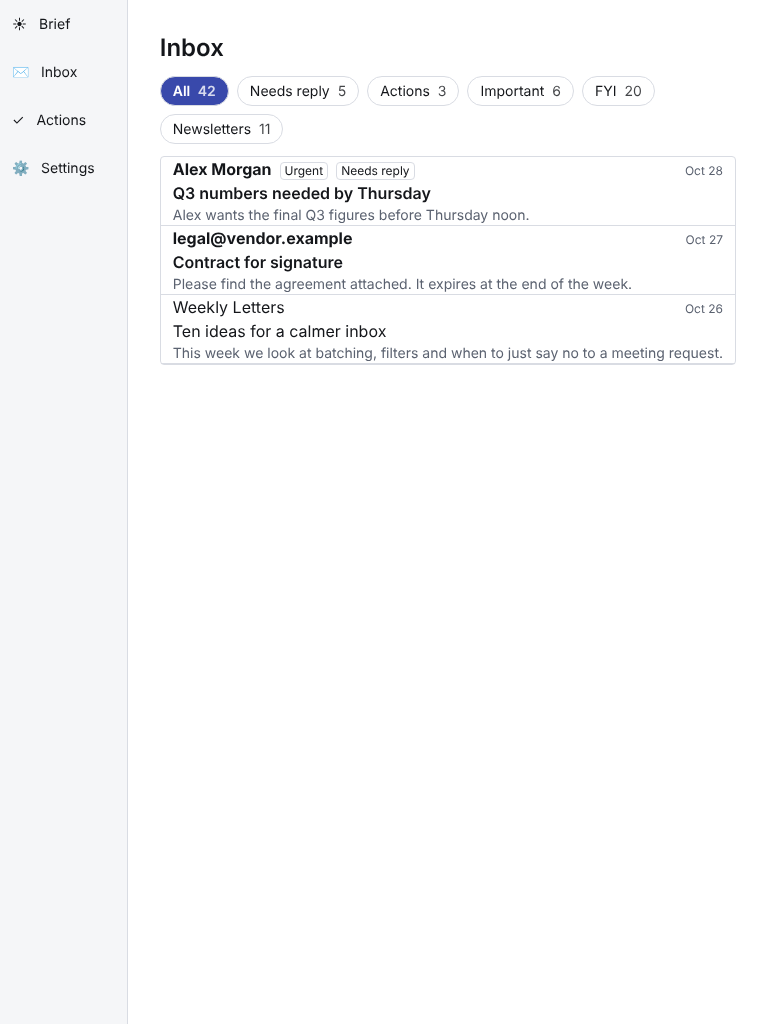 ☀ Brief
✉️ Inbox
✓ Actions
⚙️ Settings
Inbox
All 42 Needs reply 5 Actions 3 Important 6 FYI 20
Newsletters 11
Alex Morgan Urgent Needs reply Oct 28
Q3 numbers needed by Thursday
Alex wants the final Q3 figures before Thursday noon.
legal@vendor.example Oct 27
Contract for signature
Please find the agreement attached. It expires at the end of the week.
Weekly Letters Oct 26
Ten ideas for a calmer inbox
This week we look at batching, filters and when to just say no to a meeting request.